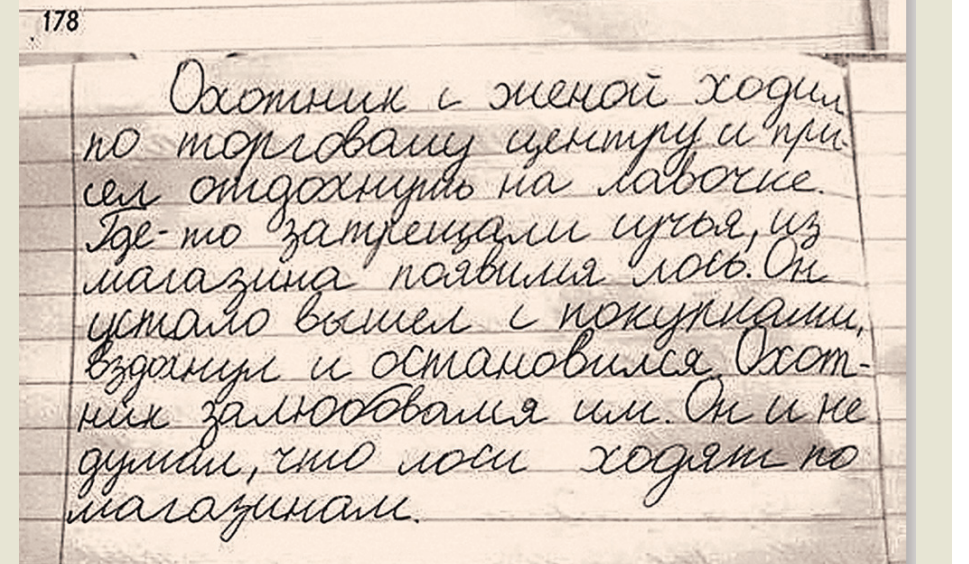 178
Охотник с женой ходил
по торговому центру и при-
сел отдохнуть на лавочке.
Где-то затрещали сучья, из
магазина появился лось. Он
устало вышел с покупками,
вздохнул и остановился. Охот-
ник залюбовался им. Он и не
думал, что лоси ходят по
магазинам.